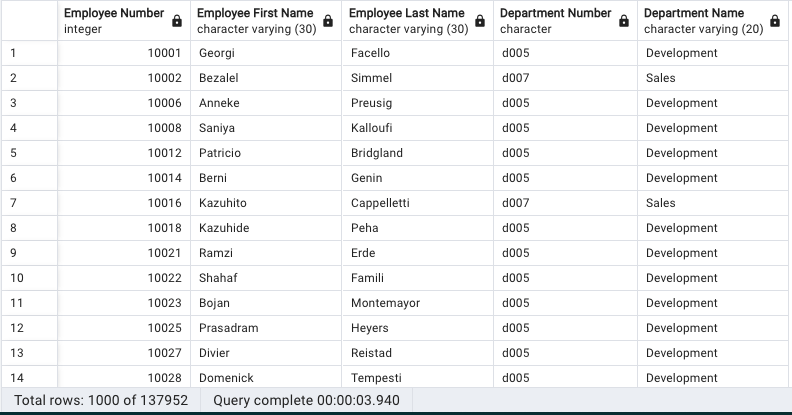 Employee Number Employee First Name Employee Last Name Department Number Department Name
integer character varying (30) character varying (30) character character varying (20)
1 10001 Georgi Facello d005 Development
2 10002 Bezalel Simmel d007 Sales
3 10006 Anneke Preusig d005 Development
4 10008 Saniya Kalloufi d005 Development
5 10012 Patricio Bridgland d005 Development
6 10014 Berni Genin d005 Development
7 10016 Kazuhito Cappelletti d007 Sales
8 10018 Kazuhide Peha d005 Development
9 10021 Ramzi Erde d005 Development
10 10022 Shahaf Famili d005 Development
11 10023 Bojan Montemayor d005 Development
12 10025 Prasadram Heyers d005 Development
13 10027 Divier Reistad d005 Development
14 10028 Domenick Tempesti d005 Development
Total rows: 1000 of 137952 Query complete 00:00:03.940